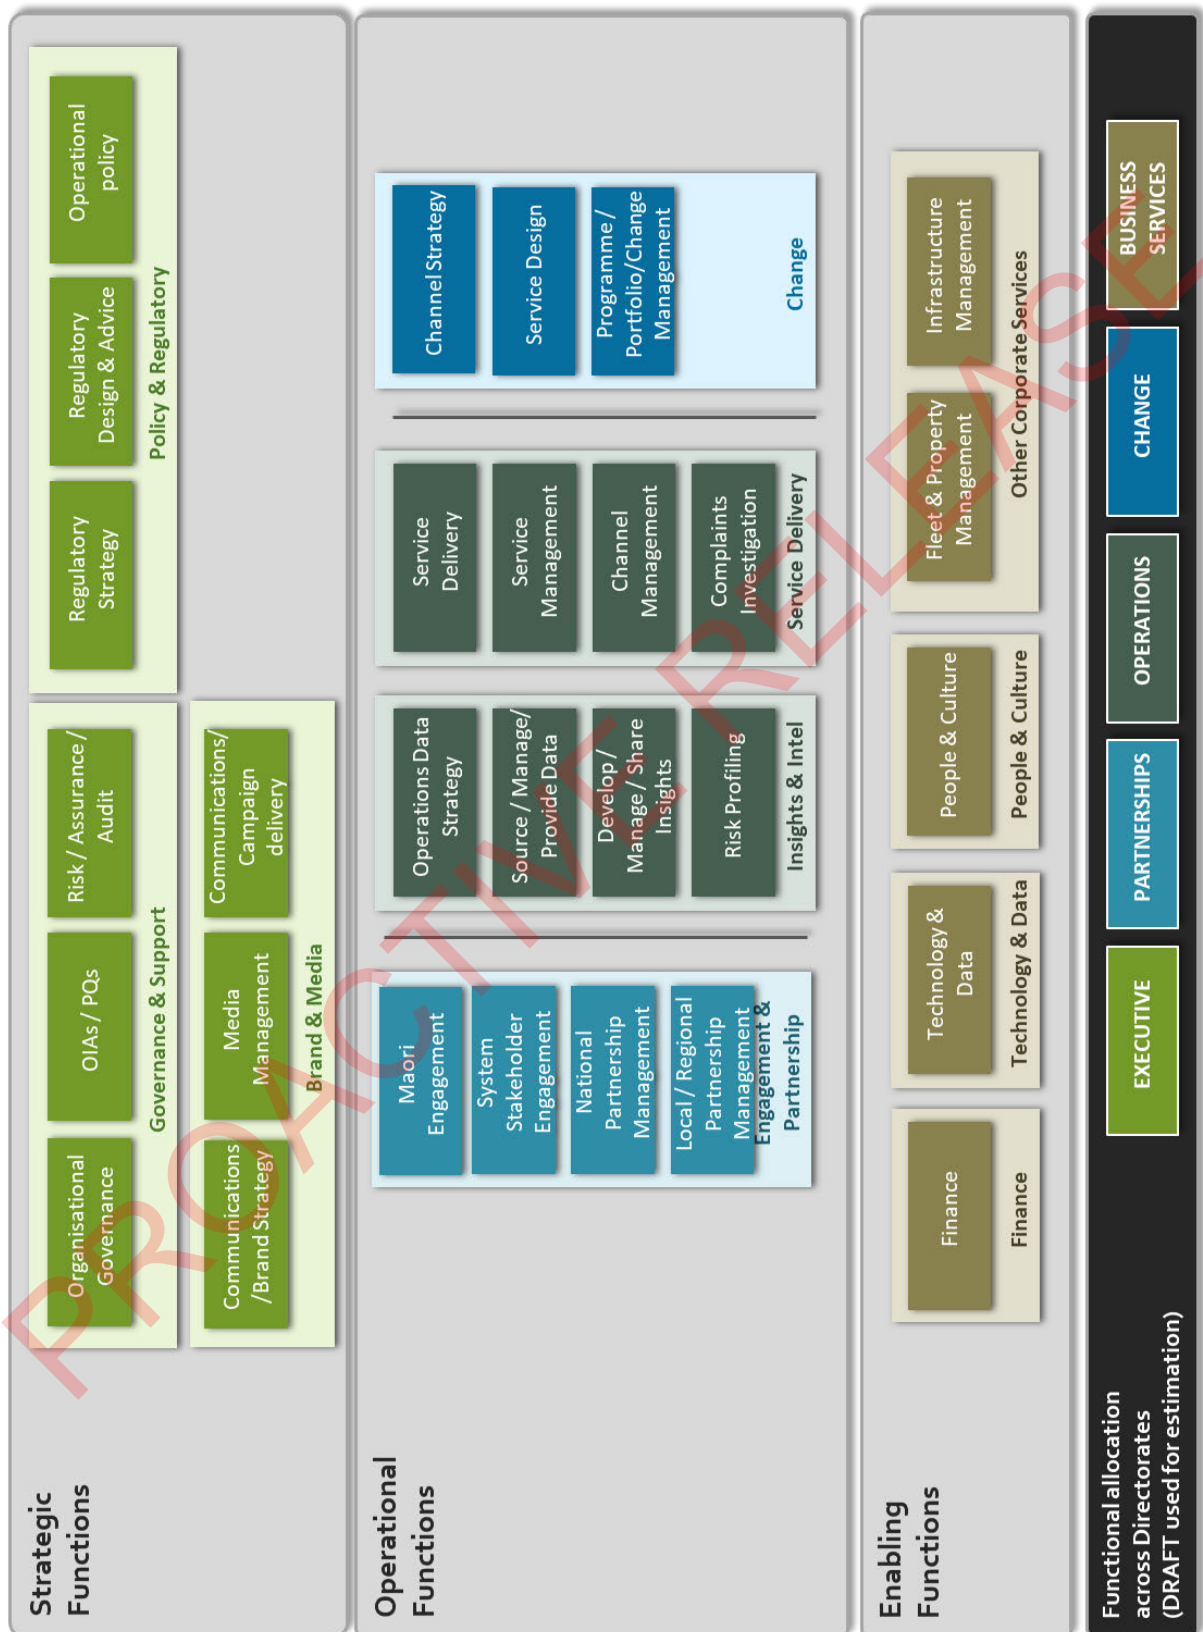 Strategic
Functions
Organisational
Governance
OIAs / PQs
Risk / Assurance /
Audit
Governance & Support
Regulatory
Strategy
Regulatory
Design & Advice
Operational
policy
Policy & Regulatory
Communications
/Brand Strategy
Media
Management
Communications/
Campaign
delivery
Brand & Media
Operational
Functions
Maori
Engagement
System
Stakeholder
Engagement
National
Partnership
Management
Local / Regional
Partnership
Management
Engagement &
Partnership
Operations Data
Strategy
Source / Manage/
Provide Data
Develop /
Manage / Share
Insights
Risk Profiling
Insights & Intel
Service
Delivery
Service
Management
Channel
Management
Complaints
Investigation
Service Delivery
Channel Strategy
Service Design
Programme /
Portfolio/Change
Management
Change
Enabling
Functions
Finance
Finance
Technology &
Data
Technology & Data
People & Culture
People & Culture
Fleet & Property
Management
Infrastructure
Management
Other Corporate Services
Functional allocation
across Directorates
(DRAFT used for estimation)
EXECUTIVE
PARTNERSHIPS
OPERATIONS
CHANGE
BUSINESS
SERVICES
PROACTIVE RELEASE